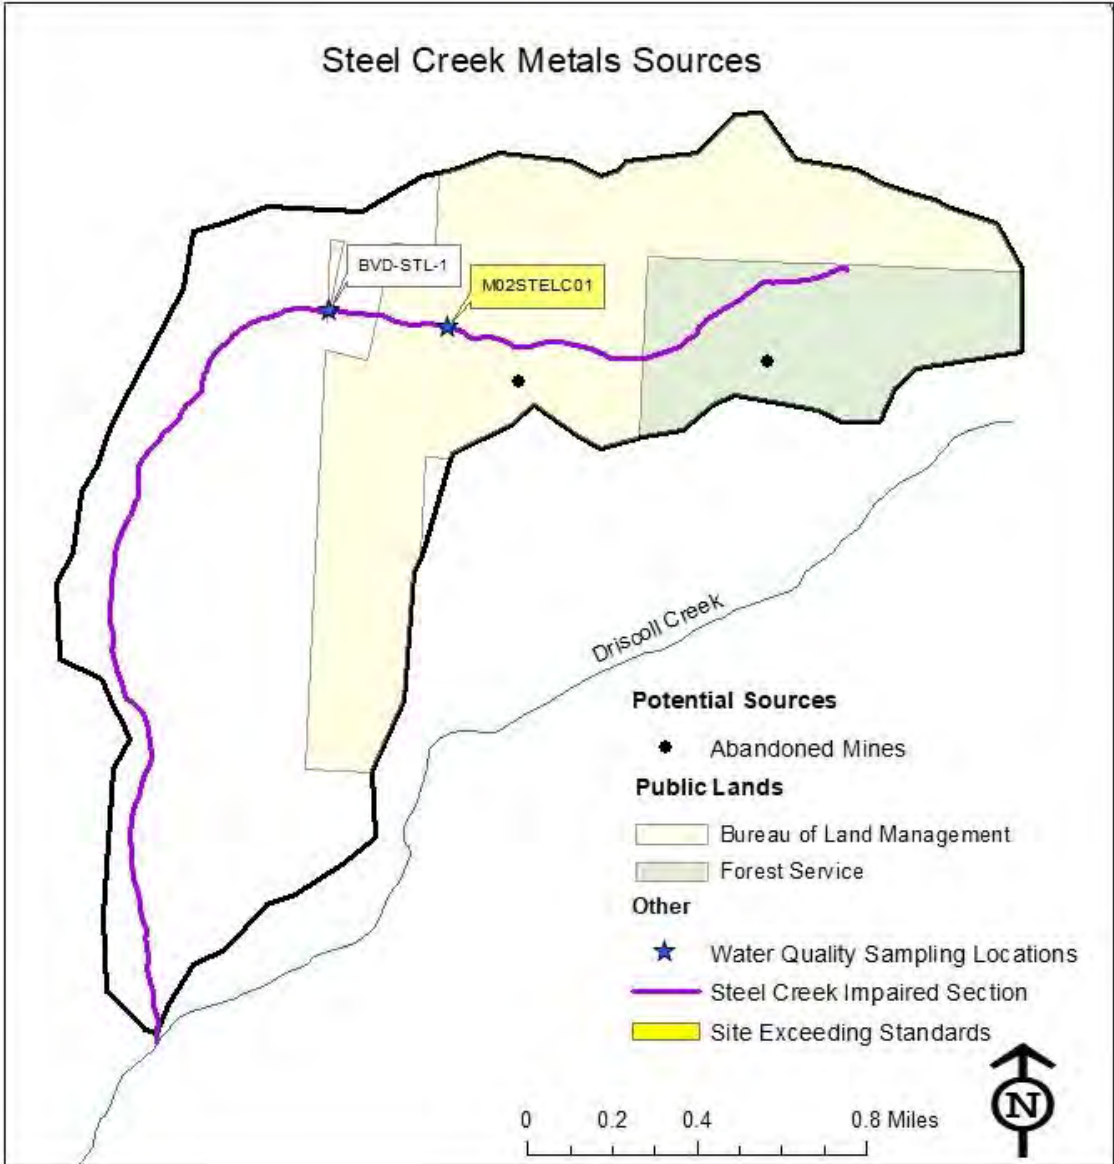 Steel Creek Metals Sources
BVD-STL-1
M02STELC01
Driscoll Creek
Potential Sources
Abandoned Mines
Public Lands
Bureau of Land Management
Forest Service
Other
Water Quality Sampling Locations
Steel Creek Impaired Section
Site Exceeding Standards
N
0 0.2 0.4 0.8 Miles